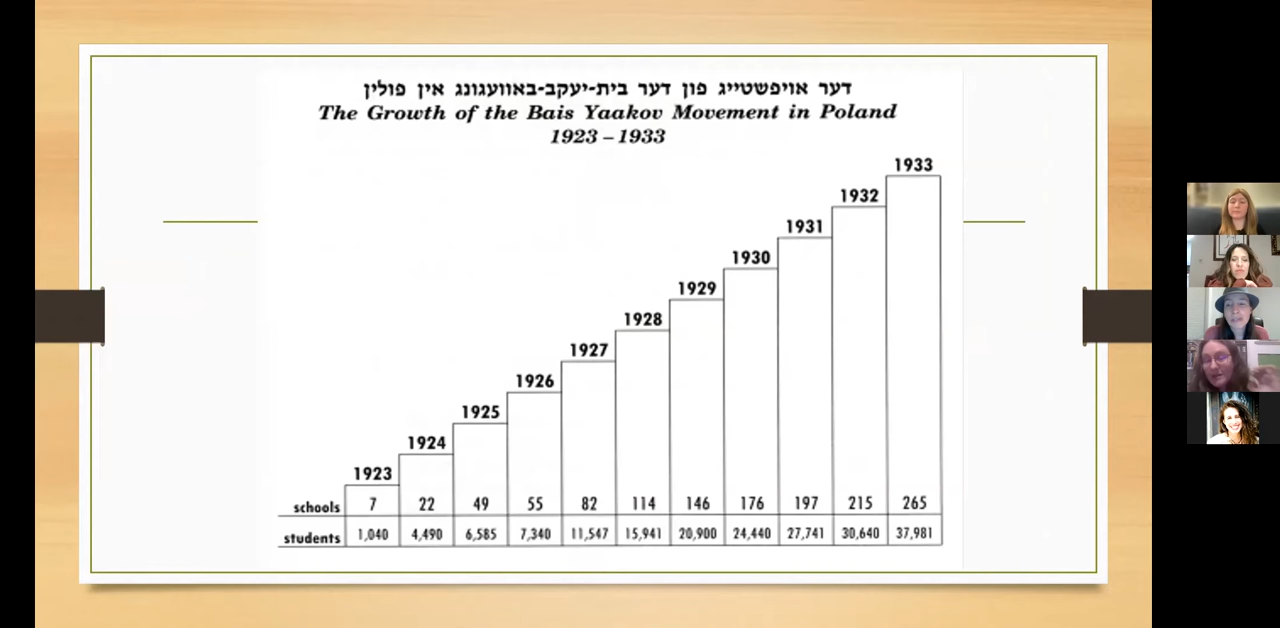 דער אויפשטייג פון דער בית-יעקב-באוועגונג אין פולין
The Growth of the Bais Yaakov Movement in Poland
1923 – 1933
1933
1932
1931
1930
1929
1928
1927
1926
1925
1924
1923
schools 7 22 49 55 82 114 146 176 197 215 265
students 1,040 4,490 6,585 7,340 11,547 15,941 20,900 24,440 27,741 30,640 37,981